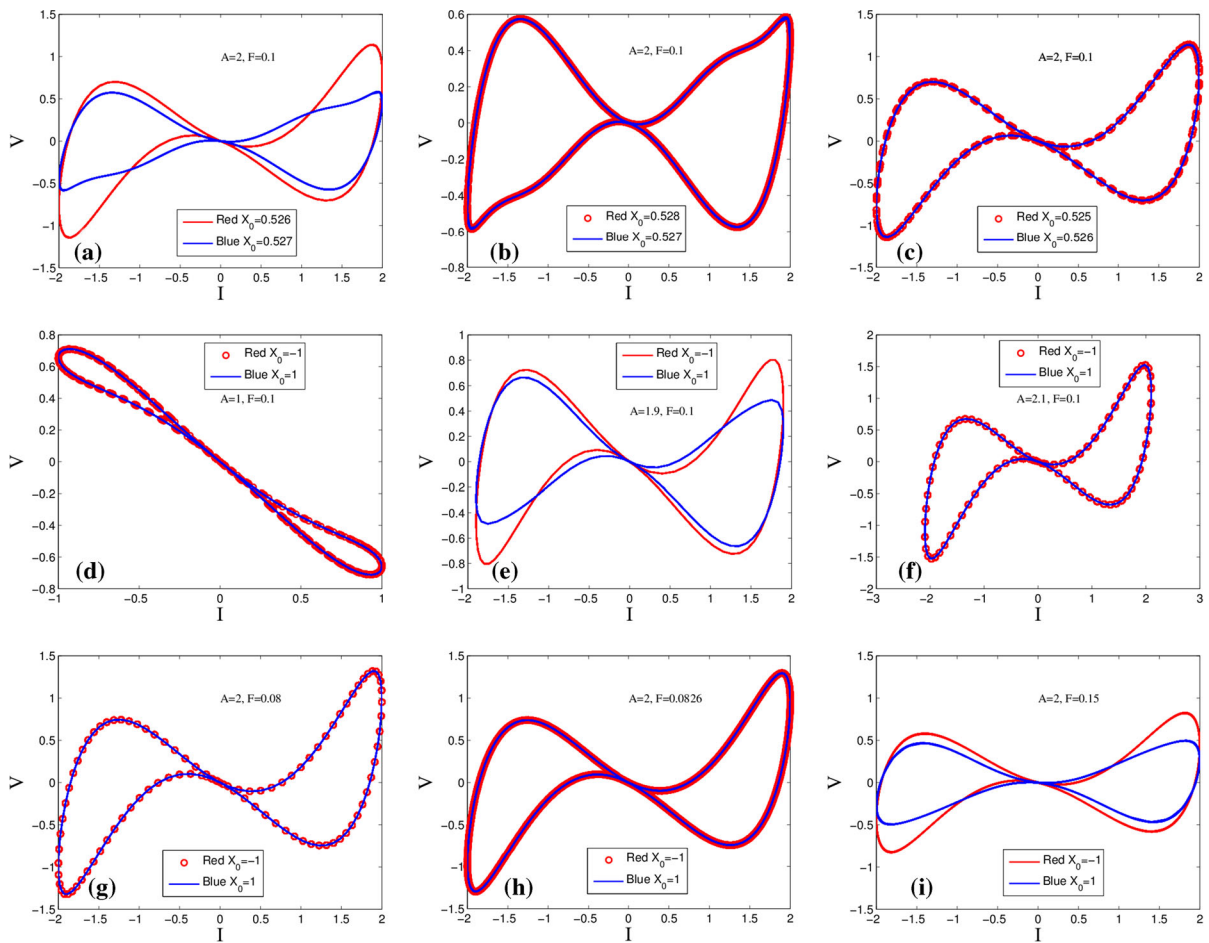 A=2, F=0.1
Red X0=0.526
Blue X0=0.527
(a)
V
I
1.5
1
0.5
0
−0.5
−1
−1.5
−2 −1.5 −1 −0.5 0 0.5 1 1.5 2
A=2, F=0.1
Red X0=0.528
Blue X0=0.527
(b)
V
I
0.6
0.4
0.2
0
−0.2
−0.4
−0.6
−0.8
−2 −1.5 −1 −0.5 0 0.5 1 1.5 2
A=2, F=0.1
Red X0=0.525
Blue X0=0.526
(c)
V
I
1.5
1
0.5
0
−0.5
−1
−1.5
−2 −1.5 −1 −0.5 0 0.5 1 1.5 2
Red X0=−1
Blue X0=1
A=1, F=0.1
(d)
V
I
0.8
0.6
0.4
0.2
0
−0.2
−0.4
−0.6
−0.8
−1 −0.5 0 0.5 1
Red X0=−1
Blue X0=1
A=1.9, F=0.1
(e)
V
I
1
0.8
0.6
0.4
0.2
0
−0.2
−0.4
−0.6
−0.8
−1
−2 −1.5 −1 −0.5 0 0.5 1 1.5 2
Red X0=−1
Blue X0=1
A=2.1, F=0.1
(f)
V
I
2
1.5
1
0.5
0
−0.5
−1
−1.5
−2
−3 −2 −1 0 1 2 3
A=2, F=0.08
Red X0=−1
Blue X0=1
(g)
V
I
1.5
1
0.5
0
−0.5
−1
−1.5
−2 −1.5 −1 −0.5 0 0.5 1 1.5 2
A=2, F=0.0826
Red X0=−1
Blue X0=1
(h)
V
I
1.5
1
0.5
0
−0.5
−1
−1.5
−2 −1.5 −1 −0.5 0 0.5 1 1.5 2
A=2, F=0.15
Red X0=−1
Blue X0=1
(i)
V
I
1.5
1
0.5
0
−0.5
−1
−1.5
−2 −1.5 −1 −0.5 0 0.5 1 1.5 2